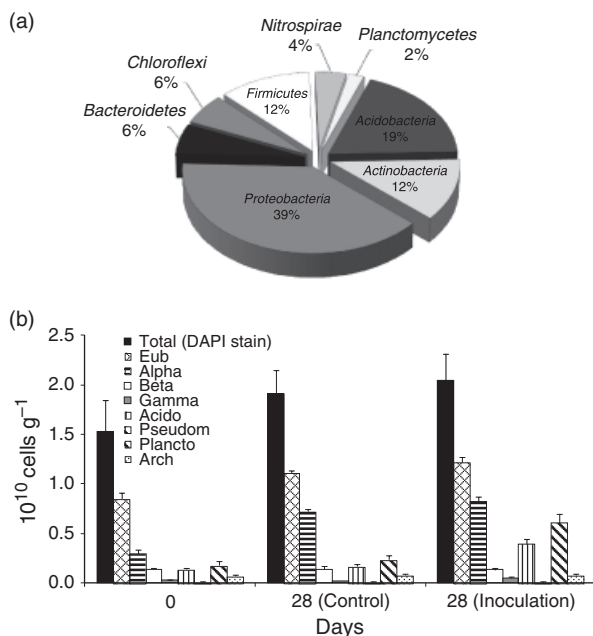 (a)
Nitrospirae
4%
Planctomycetes
2%
Chloroflexi
6%
Firmicutes
12%
Bacteroidetes
6%
Acidobacteria
19%
Actinobacteria
12%
Proteobacteria
39%
(b)
2.5
2.0
1.5
1.0
0.5
0.0
10¹⁰ cells g⁻¹
Total (DAPI stain)
Eub
Alpha
Beta
Gamma
Acido
Pseudom
Plancto
Arch
0
28 (Control)
28 (Inoculation)
Days